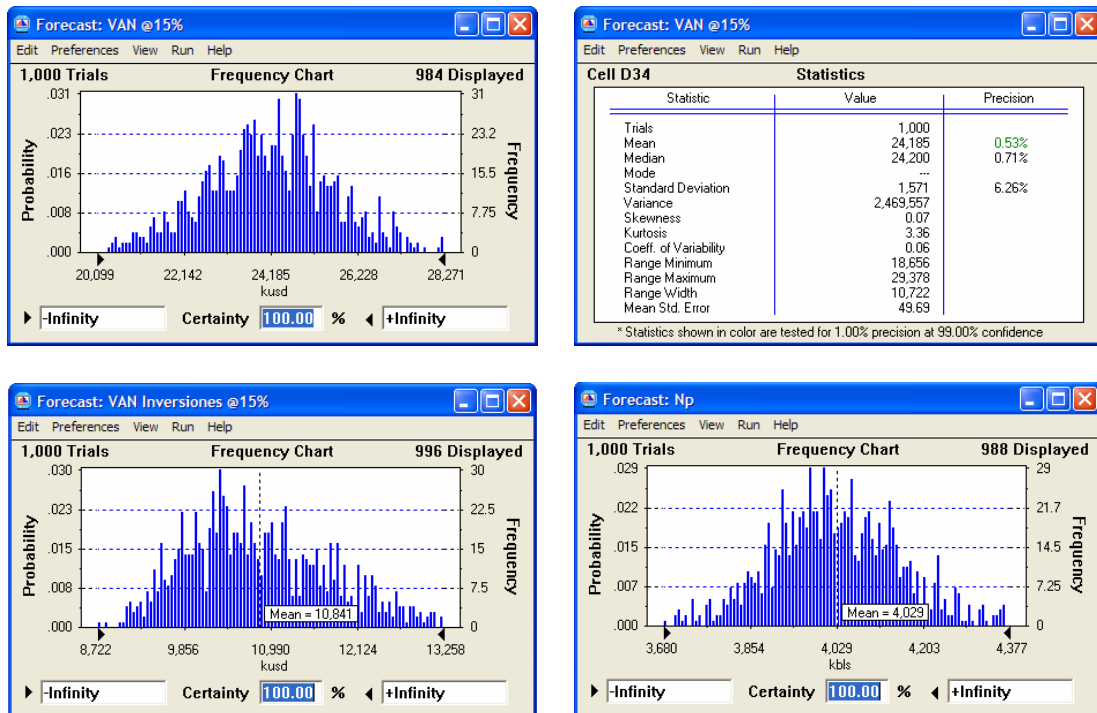 Forecast: VAN @15%
Edit Preferences View Run Help
1,000 Trials Frequency Chart 984 Displayed
.031
.023
.016
.008
.000
Probability
31
23.2
15.5
7.75
0
Frequency
20,099 22,142 24,185 26,228 28,271
kusd
-Infinity Certainty 100.00 % +Infinity
Forecast: VAN @15%
Edit Preferences View Run Help
Cell D34 Statistics
Statistic Value Precision
Trials 1,000
Mean 24,185 0.53%
Median 24,200 0.71%
Mode ---
Standard Deviation 1,571 6.26%
Variance 2,469,557
Skewness 0.07
Kurtosis 3.36
Coeff. of Variability 0.06
Range Minimum 18,656
Range Maximum 29,378
Range Width 10,722
Mean Std. Error 49.69
* Statistics shown in color are tested for 1.00% precision at 99.00% confidence
Forecast: VAN Inversiones @15%
Edit Preferences View Run Help
1,000 Trials Frequency Chart 996 Displayed
.030
.023
.015
.008
.000
Probability
30
22.5
15
7.5
0
Frequency
Mean = 10,841
8,722 9,856 10,990 12,124 13,258
kusd
-Infinity Certainty 100.00 % +Infinity
Forecast: Np
Edit Preferences View Run Help
1,000 Trials Frequency Chart 988 Displayed
.029
.022
.015
.007
.000
Probability
29
21.7
14.5
7.25
0
Frequency
Mean = 4,029
3,680 3,854 4,029 4,203 4,377
kbls
-Infinity Certainty 100.00 % +Infinity